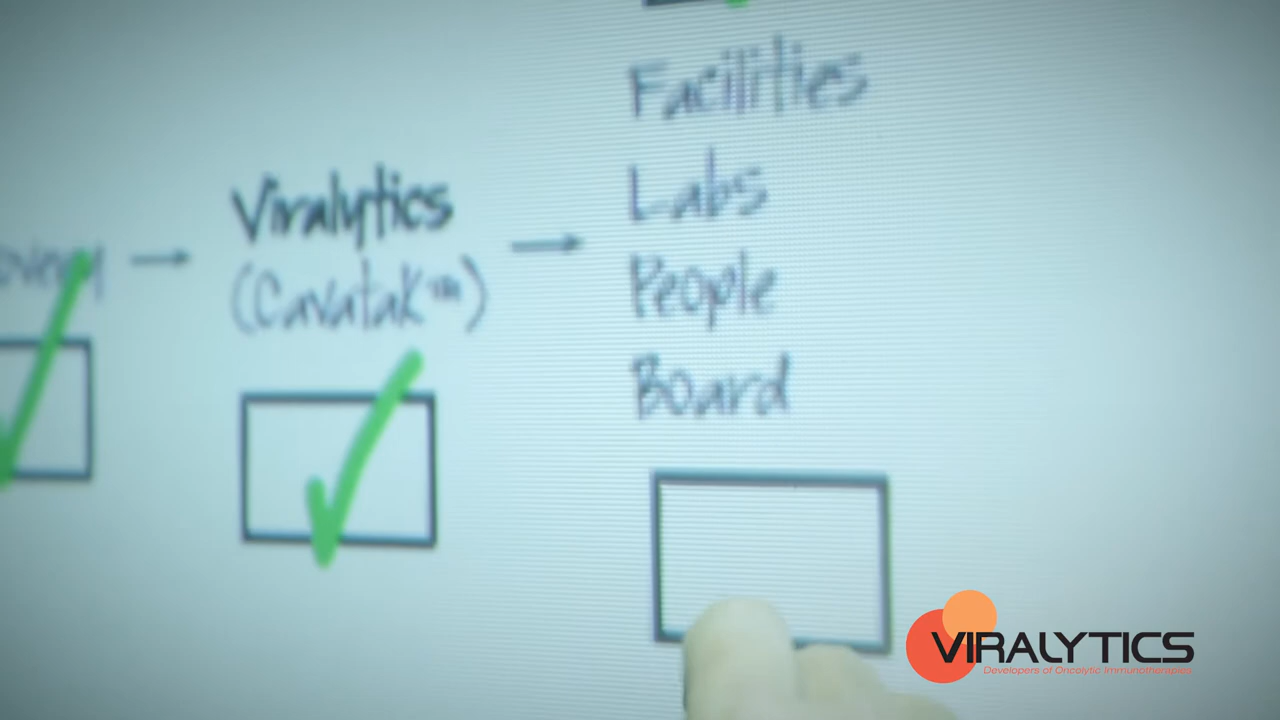 Facilities
Labs
People
Board
Viralytics
(Cavatak™)
VIRALYTICS
Developers of Oncolytic Immunotherapies